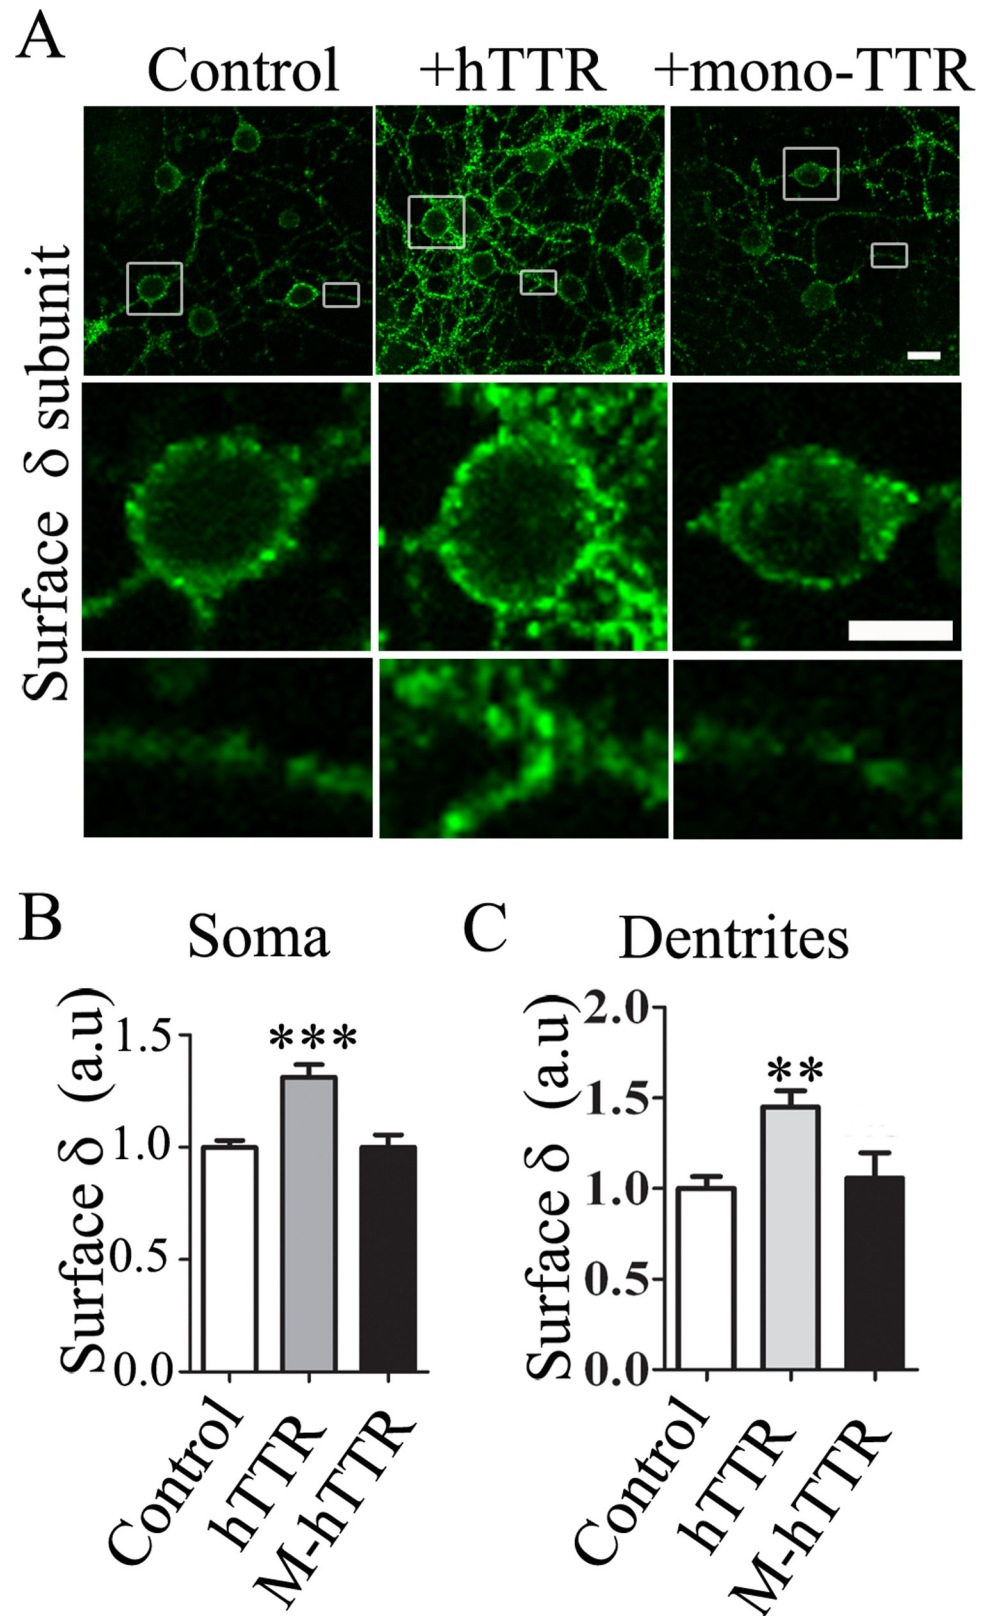 A
Control
+hTTR
+mono-TTR
Surface δ subunit
B
Soma
Surface δ (a.u)
1.5
***
1.0
0.5
0.0
Control
hTTR
M-hTTR
C
Dentrites
Surface δ (a.u)
2.0
1.5
**
1.0
0.5
0.0
Control
hTTR
M-hTTR